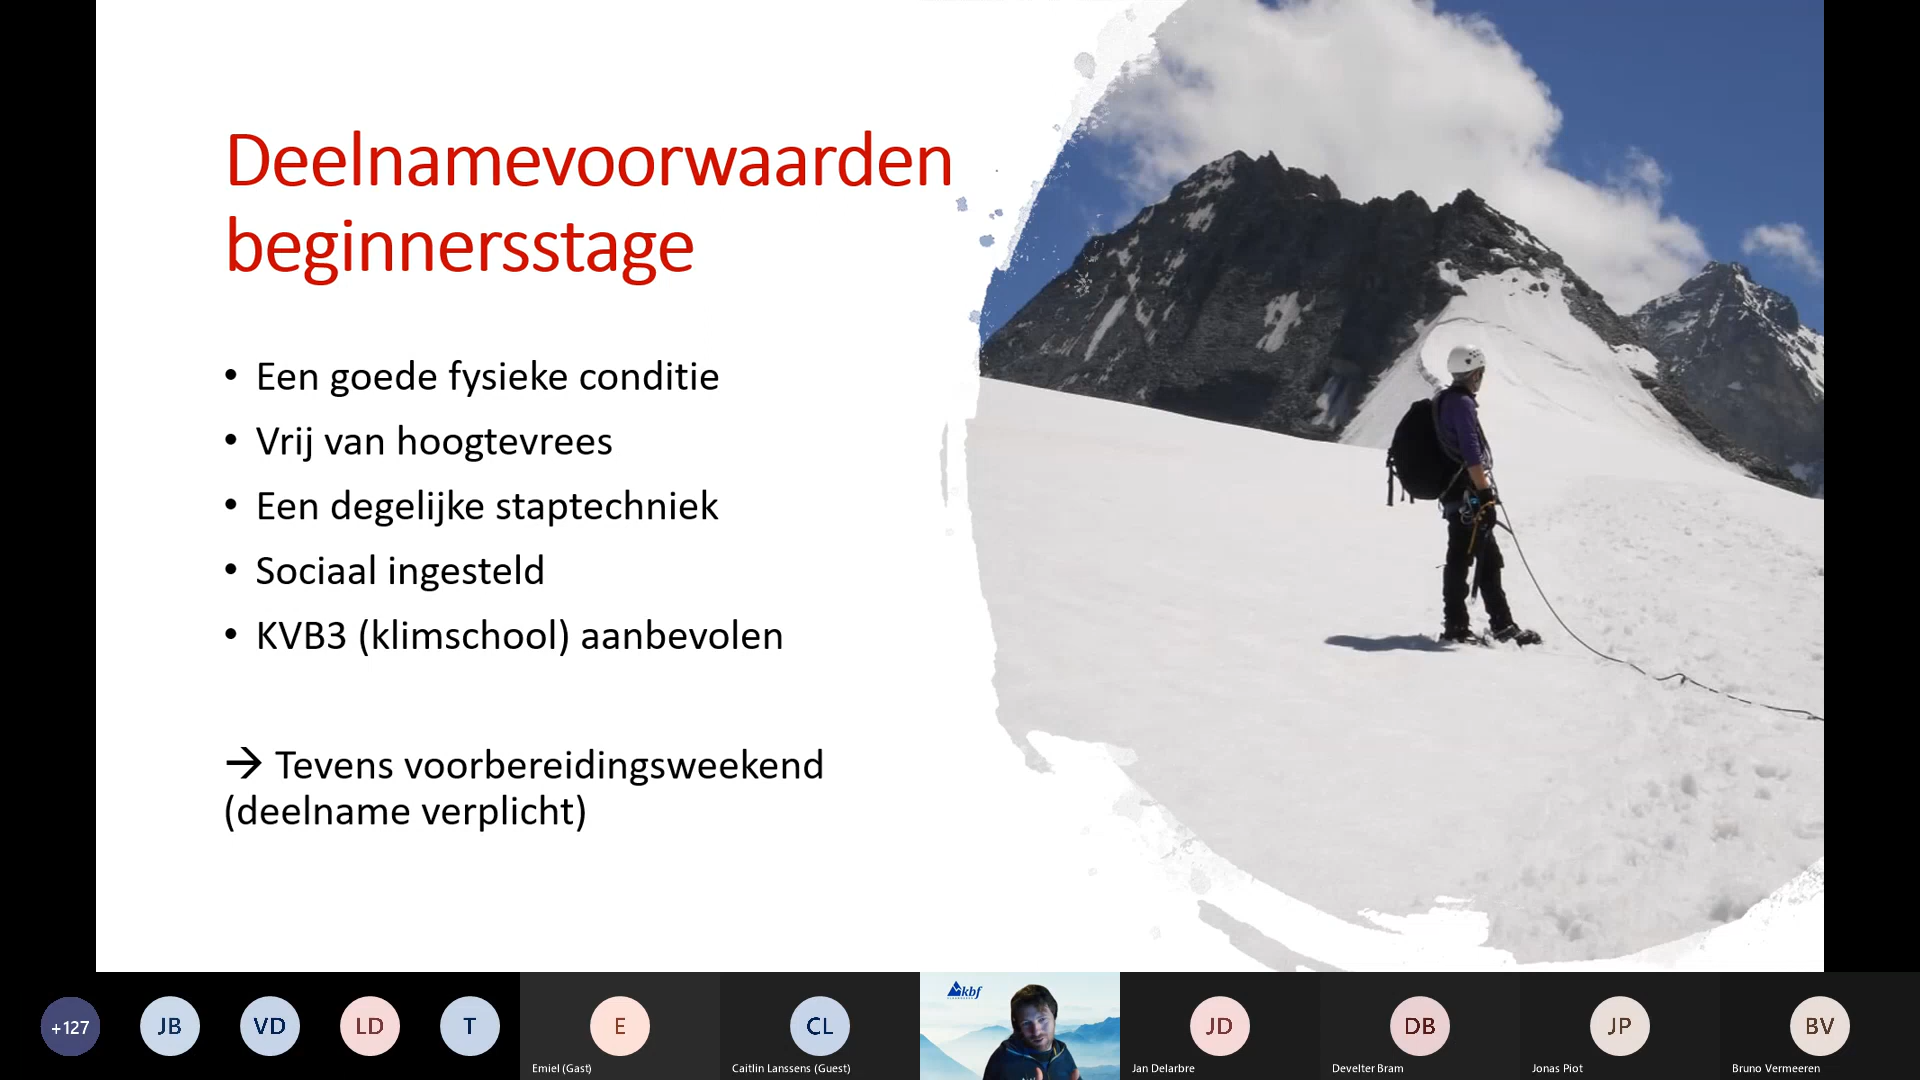 Deelnamevoorwaarden
beginnersstage
• Een goede fysieke conditie
• Vrij van hoogtevrees
• Een degelijke staptechniek
• Sociaal ingesteld
• KVB3 (klimschool) aanbevolen
→ Tevens voorbereidingsweekend
(deelname verplicht)
kbf
+127
JB
VD
LD
T
E
CL
JD
DB
JP
BV
Emiel (Gast)
Caitlin Lanssens (Guest)
Jan Delarbre
Develter Bram
Jonas Piot
Bruno Vermeeren